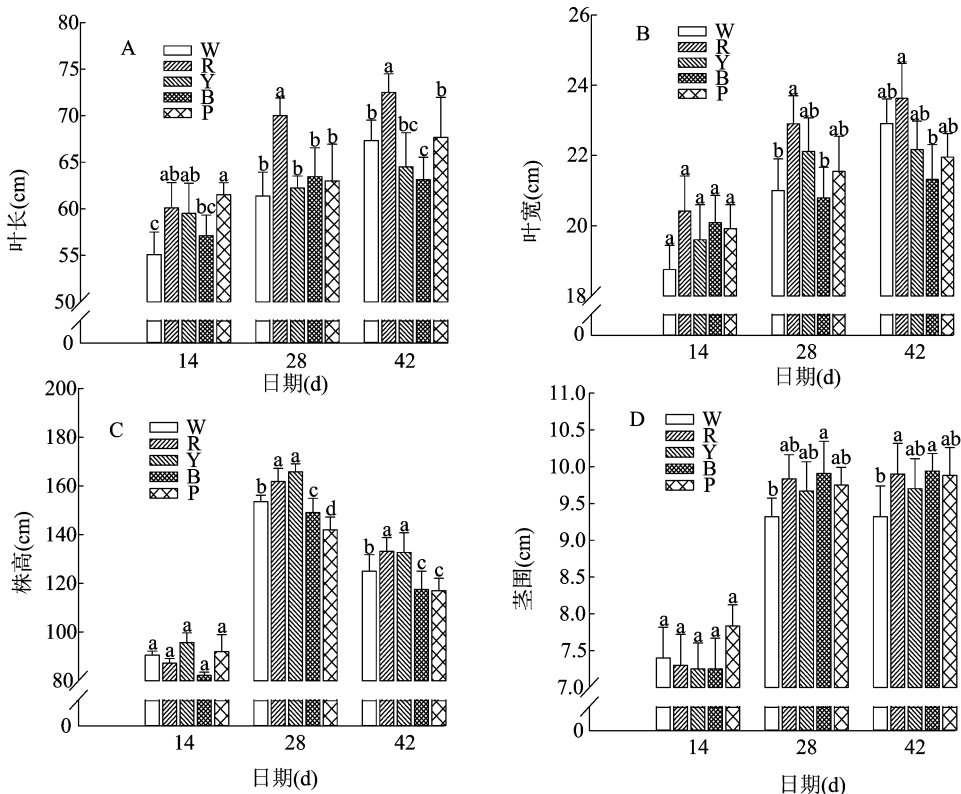 80
75
70
65
60
55
50
0
叶长(cm)
A
W
R
Y
B
P
c ab ab bc a
b a b b b
b a bc c b
14 28 42
日期(d)
26
24
22
20
18
0
叶宽(cm)
B
W
R
Y
B
P
a a a a a
b a ab b ab
ab a ab b ab
14 28 42
日期(d)
200
180
160
140
120
100
80
0
株高(cm)
C
W
R
Y
B
P
a a a a a
b a a c d
b a a c c
14 28 42
日期(d)
11.0
10.5
10.0
9.5
9.0
8.5
8.0
7.5
7.0
0
茎围(cm)
D
W
R
Y
B
P
a a a a a
b ab ab a ab
b a ab a ab
14 28 42
日期(d)